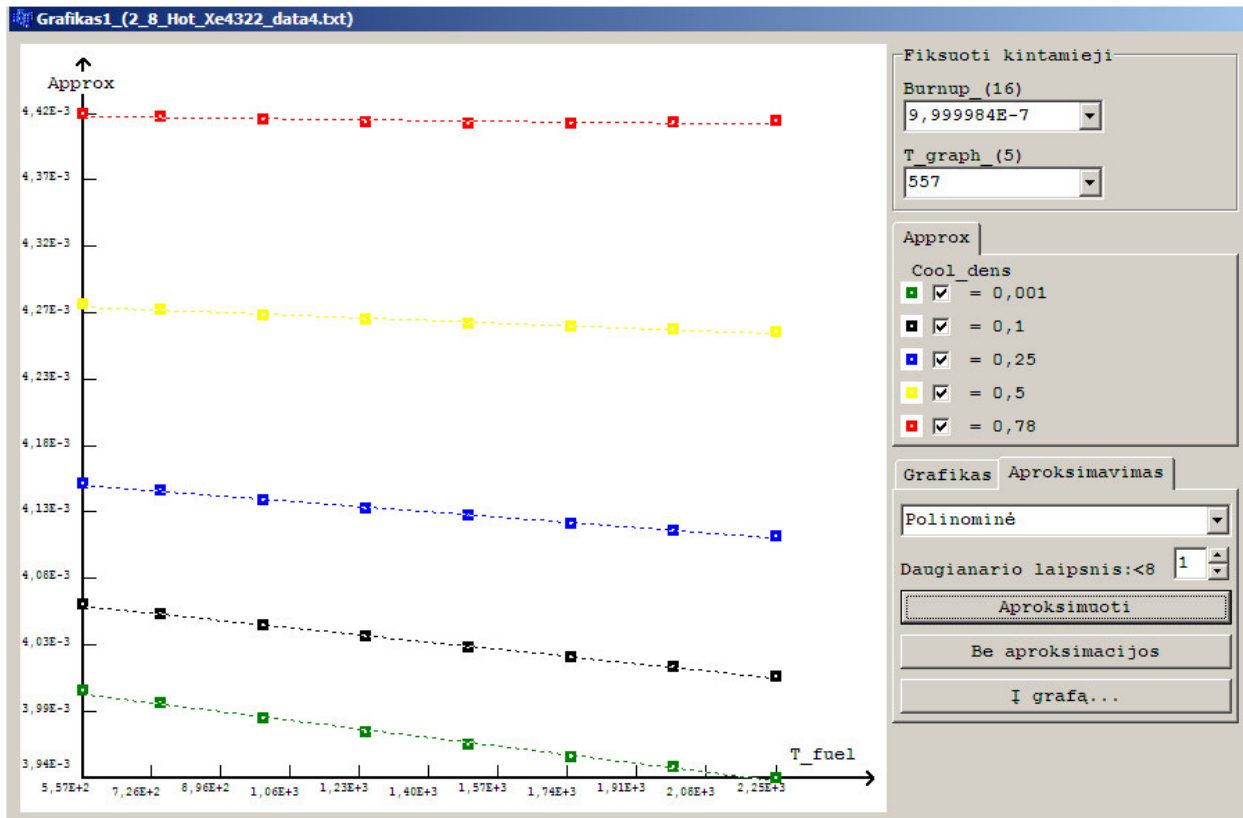 Grafikas1_(2_8_Hot_Xe4322_data4.txt)
Approx
4,42E-3
4,37E-3
4,32E-3
4,27E-3
4,23E-3
4,18E-3
4,13E-3
4,08E-3
4,03E-3
3,99E-3
3,94E-3
T_fuel
5,57E+2
7,26E+2
8,96E+2
1,06E+3
1,23E+3
1,40E+3
1,57E+3
1,74E+3
1,91E+3
2,08E+3
2,25E+3
Fiksuoti kintamieji
Burnup_(16)
9,999984E-7
T_graph_(5)
557
Approx
Cool_dens
= 0,001
= 0,1
= 0,25
= 0,5
= 0,78
Grafikas Aproksimavimas
Polinominė
Daugianario laipsnis:<8 1
Aproksimuoti
Be aproksimacijos
Į grafą...